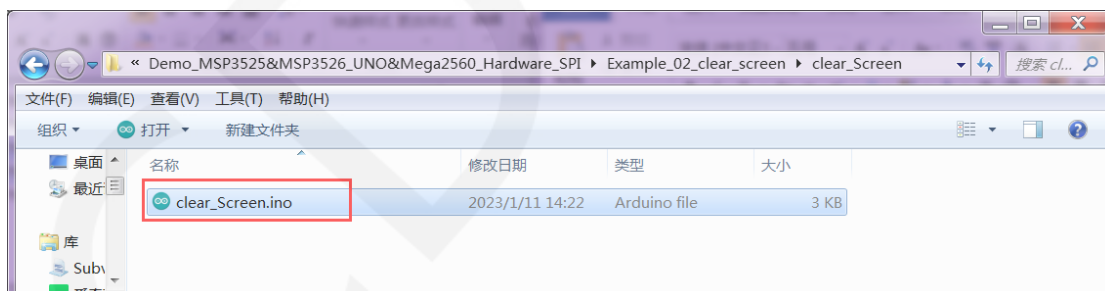 « Demo_MSP3525&MSP3526_UNO&Mega2560_Hardware_SPI ▸ Example_02_clear_screen ▸ clear_Screen 搜索 cl...
文件(F) 编辑(E) 查看(V) 工具(T) 帮助(H)
组织 打开 新建文件夹
桌面 名称 修改日期 类型 大小
最近 clear_Screen.ino 2023/1/11 14:22 Arduino file 3 KB
库
Subv